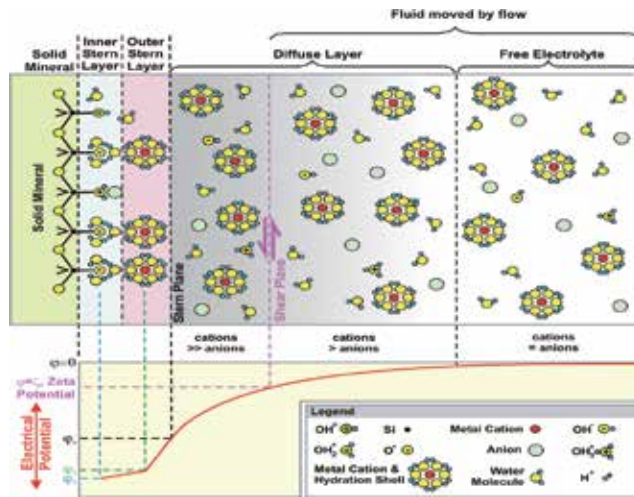 Fluid moved by flow
Solid Mineral
Inner Stern Layer
Outer Stern Layer
Diffuse Layer
Free Electrolyte
Solid Mineral
Stern Plane
Shear Plane
cations >> anions
cations > anions
cations = anions
φ=0
Zeta Potential
Electrical Potential
Legend
Si
Metal Cation
OH⁻
Anion
Metal Cation & Hydration Shell
Water Molecule
H⁺